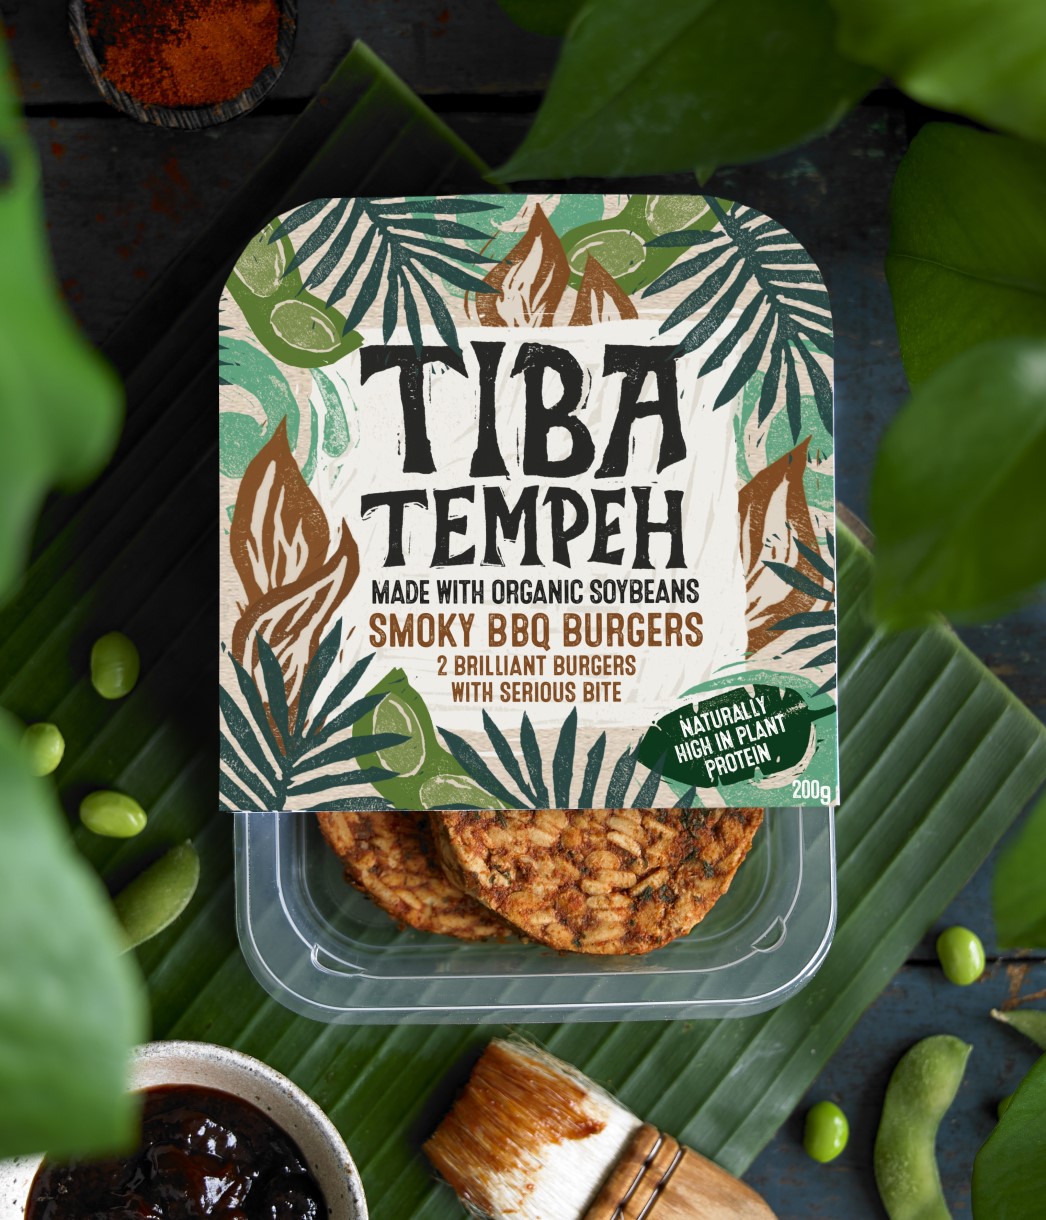 TIBA
TEMPEH
MADE WITH ORGANIC SOYBEANS
SMOKY BBQ BURGERS
2 BRILLIANT BURGERS
WITH SERIOUS BITE
NATURALLY
HIGH IN PLANT
PROTEIN
200g